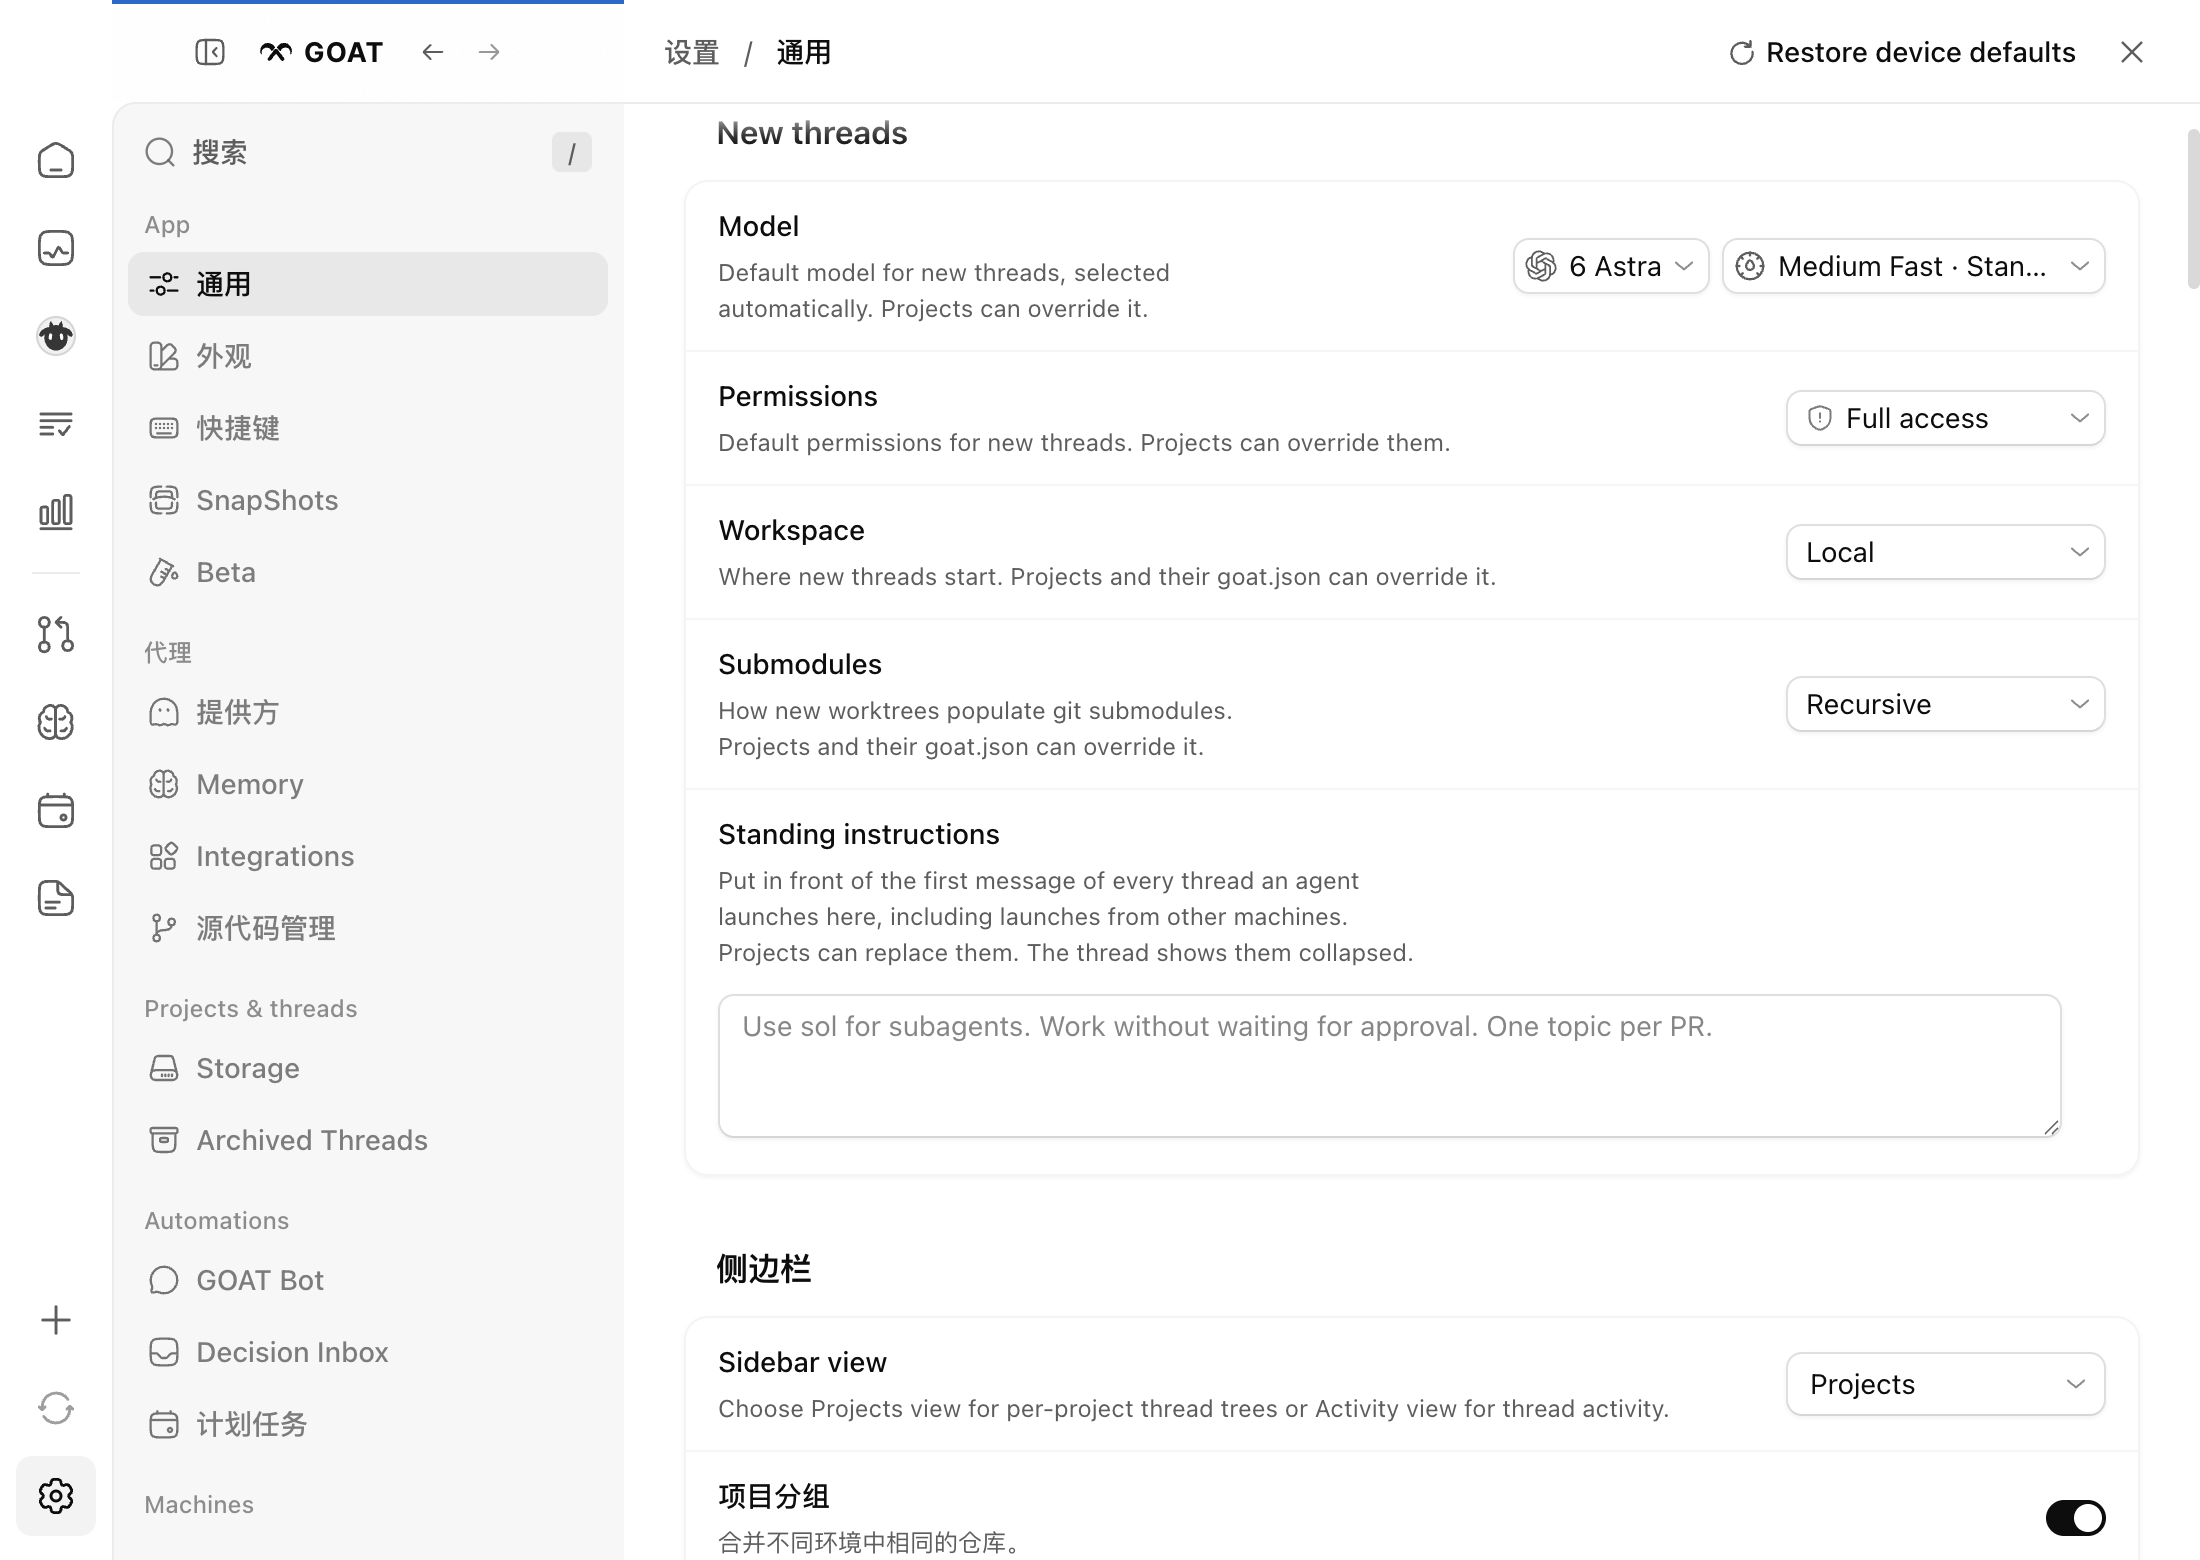 GOAT
设置 / 通用
Restore device defaults
搜索
/
App
通用
外观
快捷键
SnapShots
Beta
代理
提供方
Memory
Integrations
源代码管理
Projects & threads
Storage
Archived Threads
Automations
GOAT Bot
Decision Inbox
计划任务
Machines
New threads
Model
Default model for new threads, selected
automatically. Projects can override it.
6 Astra
Medium Fast · Stan...
Permissions
Default permissions for new threads. Projects can override them.
Full access
Workspace
Where new threads start. Projects and their goat.json can override it.
Local
Submodules
How new worktrees populate git submodules.
Projects and their goat.json can override it.
Recursive
Standing instructions
Put in front of the first message of every thread an agent
launches here, including launches from other machines.
Projects can replace them. The thread shows them collapsed.
Use sol for subagents. Work without waiting for approval. One topic per PR.
侧边栏
Sidebar view
Choose Projects view for per-project thread trees or Activity view for thread activity.
Projects
项目分组
合并不同环境中相同的仓库。